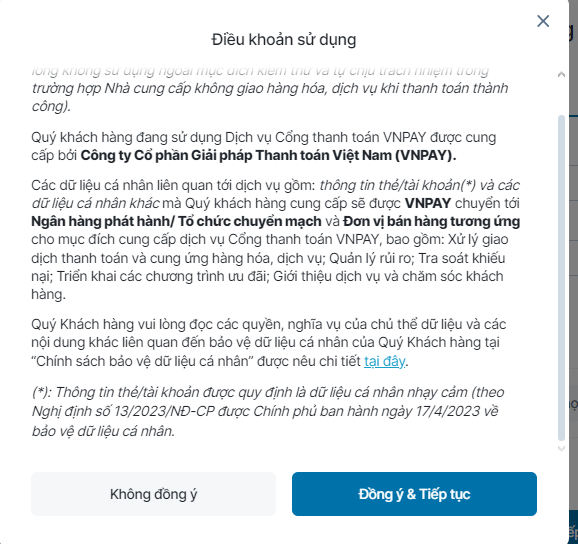 Điều khoản sử dụng
lòng không sử dụng ngoài mục đích kiểm thử và tự chịu trách nhiệm trong
trường hợp Nhà cung cấp không giao hàng hóa, dịch vụ khi thanh toán thành
công).
Quý khách hàng đang sử dụng Dịch vụ Cổng thanh toán VNPAY được cung
cấp bởi Công ty Cổ phần Giải pháp Thanh toán Việt Nam (VNPAY).
Các dữ liệu cá nhân liên quan tới dịch vụ gồm: thông tin thẻ/tài khoản(*) và các
dữ liệu cá nhân khác mà Quý khách hàng cung cấp sẽ được VNPAY chuyển tới
Ngân hàng phát hành/ Tổ chức chuyển mạch và Đơn vị bán hàng tương ứng
cho mục đích cung cấp dịch vụ Cổng thanh toán VNPAY, bao gồm: Xử lý giao
dịch thanh toán và cung ứng hàng hóa, dịch vụ; Quản lý rủi ro; Tra soát khiếu
nại; Triển khai các chương trình ưu đãi; Giới thiệu dịch vụ và chăm sóc khách
hàng.
Quý Khách hàng vui lòng đọc các quyền, nghĩa vụ của chủ thể dữ liệu và các
nội dung khác liên quan đến bảo vệ dữ liệu cá nhân của Quý Khách hàng tại
“Chính sách bảo vệ dữ liệu cá nhân” được nêu chi tiết tại đây.
(*): Thông tin thẻ/tài khoản được quy định là dữ liệu cá nhân nhạy cảm (theo
Nghị định số 13/2023/NĐ-CP được Chính phủ ban hành ngày 17/4/2023 về
bảo vệ dữ liệu cá nhân.
Không đồng ý
Đồng ý & Tiếp tục